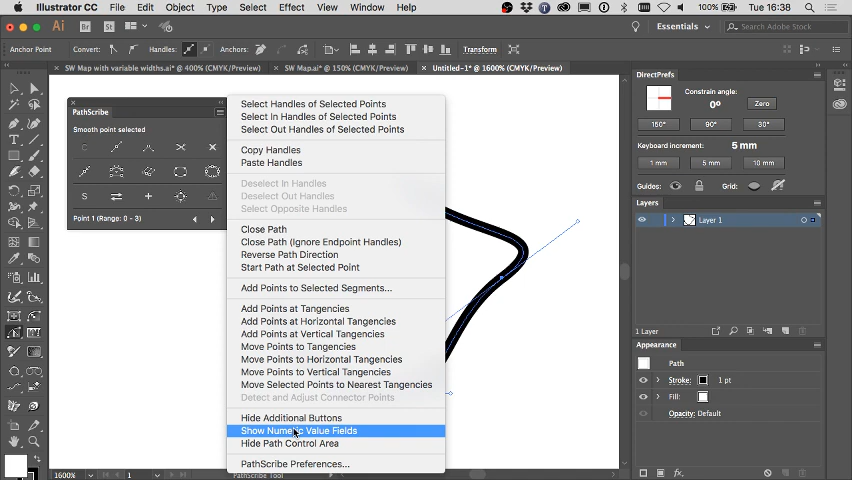 Illustrator CC File Edit Object Type Select Effect View Window Help Tue 16:38
Ai Br St Essentials Search Adobe Stock
Anchor Point Convert: Handles: Anchors: Transform
SW Map with variable widths.ai* @ 400% (CMYK/Preview) SW Map.ai* @ 150% (CMYK/Preview) Untitled-1* @ 1600% (CMYK/Preview)
PathScribe
Smooth point selected
Point 1 (Range: 0 - 3)
Select Handles of Selected Points
Select In Handles of Selected Points
Select Out Handles of Selected Points
Copy Handles
Paste Handles
Deselect In Handles
Deselect Out Handles
Select Opposite Handles
Close Path
Close Path (Ignore Endpoint Handles)
Reverse Path Direction
Start Path at Selected Point
Add Points to Selected Segments...
Add Points at Tangencies
Add Points at Horizontal Tangencies
Add Points at Vertical Tangencies
Move Points to Tangencies
Move Points to Horizontal Tangencies
Move Points to Vertical Tangencies
Move Selected Points to Nearest Tangencies
Detect and Adjust Connector Points
Hide Additional Buttons
Show Numeric Value Fields
Hide Path Control Area
PathScribe Preferences...
DirectPrefs
Constrain angle:
0° Zero
150° 90° 30°
Keyboard increment: 5 mm
1 mm 5 mm 10 mm
Guides: Grid:
Layers
Layer 1
1 Layer
Appearance
Path
Stroke: 1 pt
Fill:
Opacity: Default
fx
1600% 1 PathScribe Tool